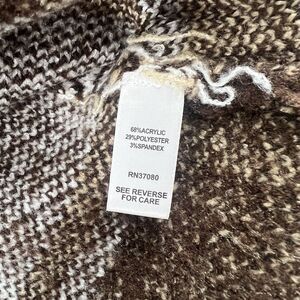 68%ACRYLIC
29%POLYESTER
3%SPANDEX
RN37080
SEE REVERSE
FOR CARE